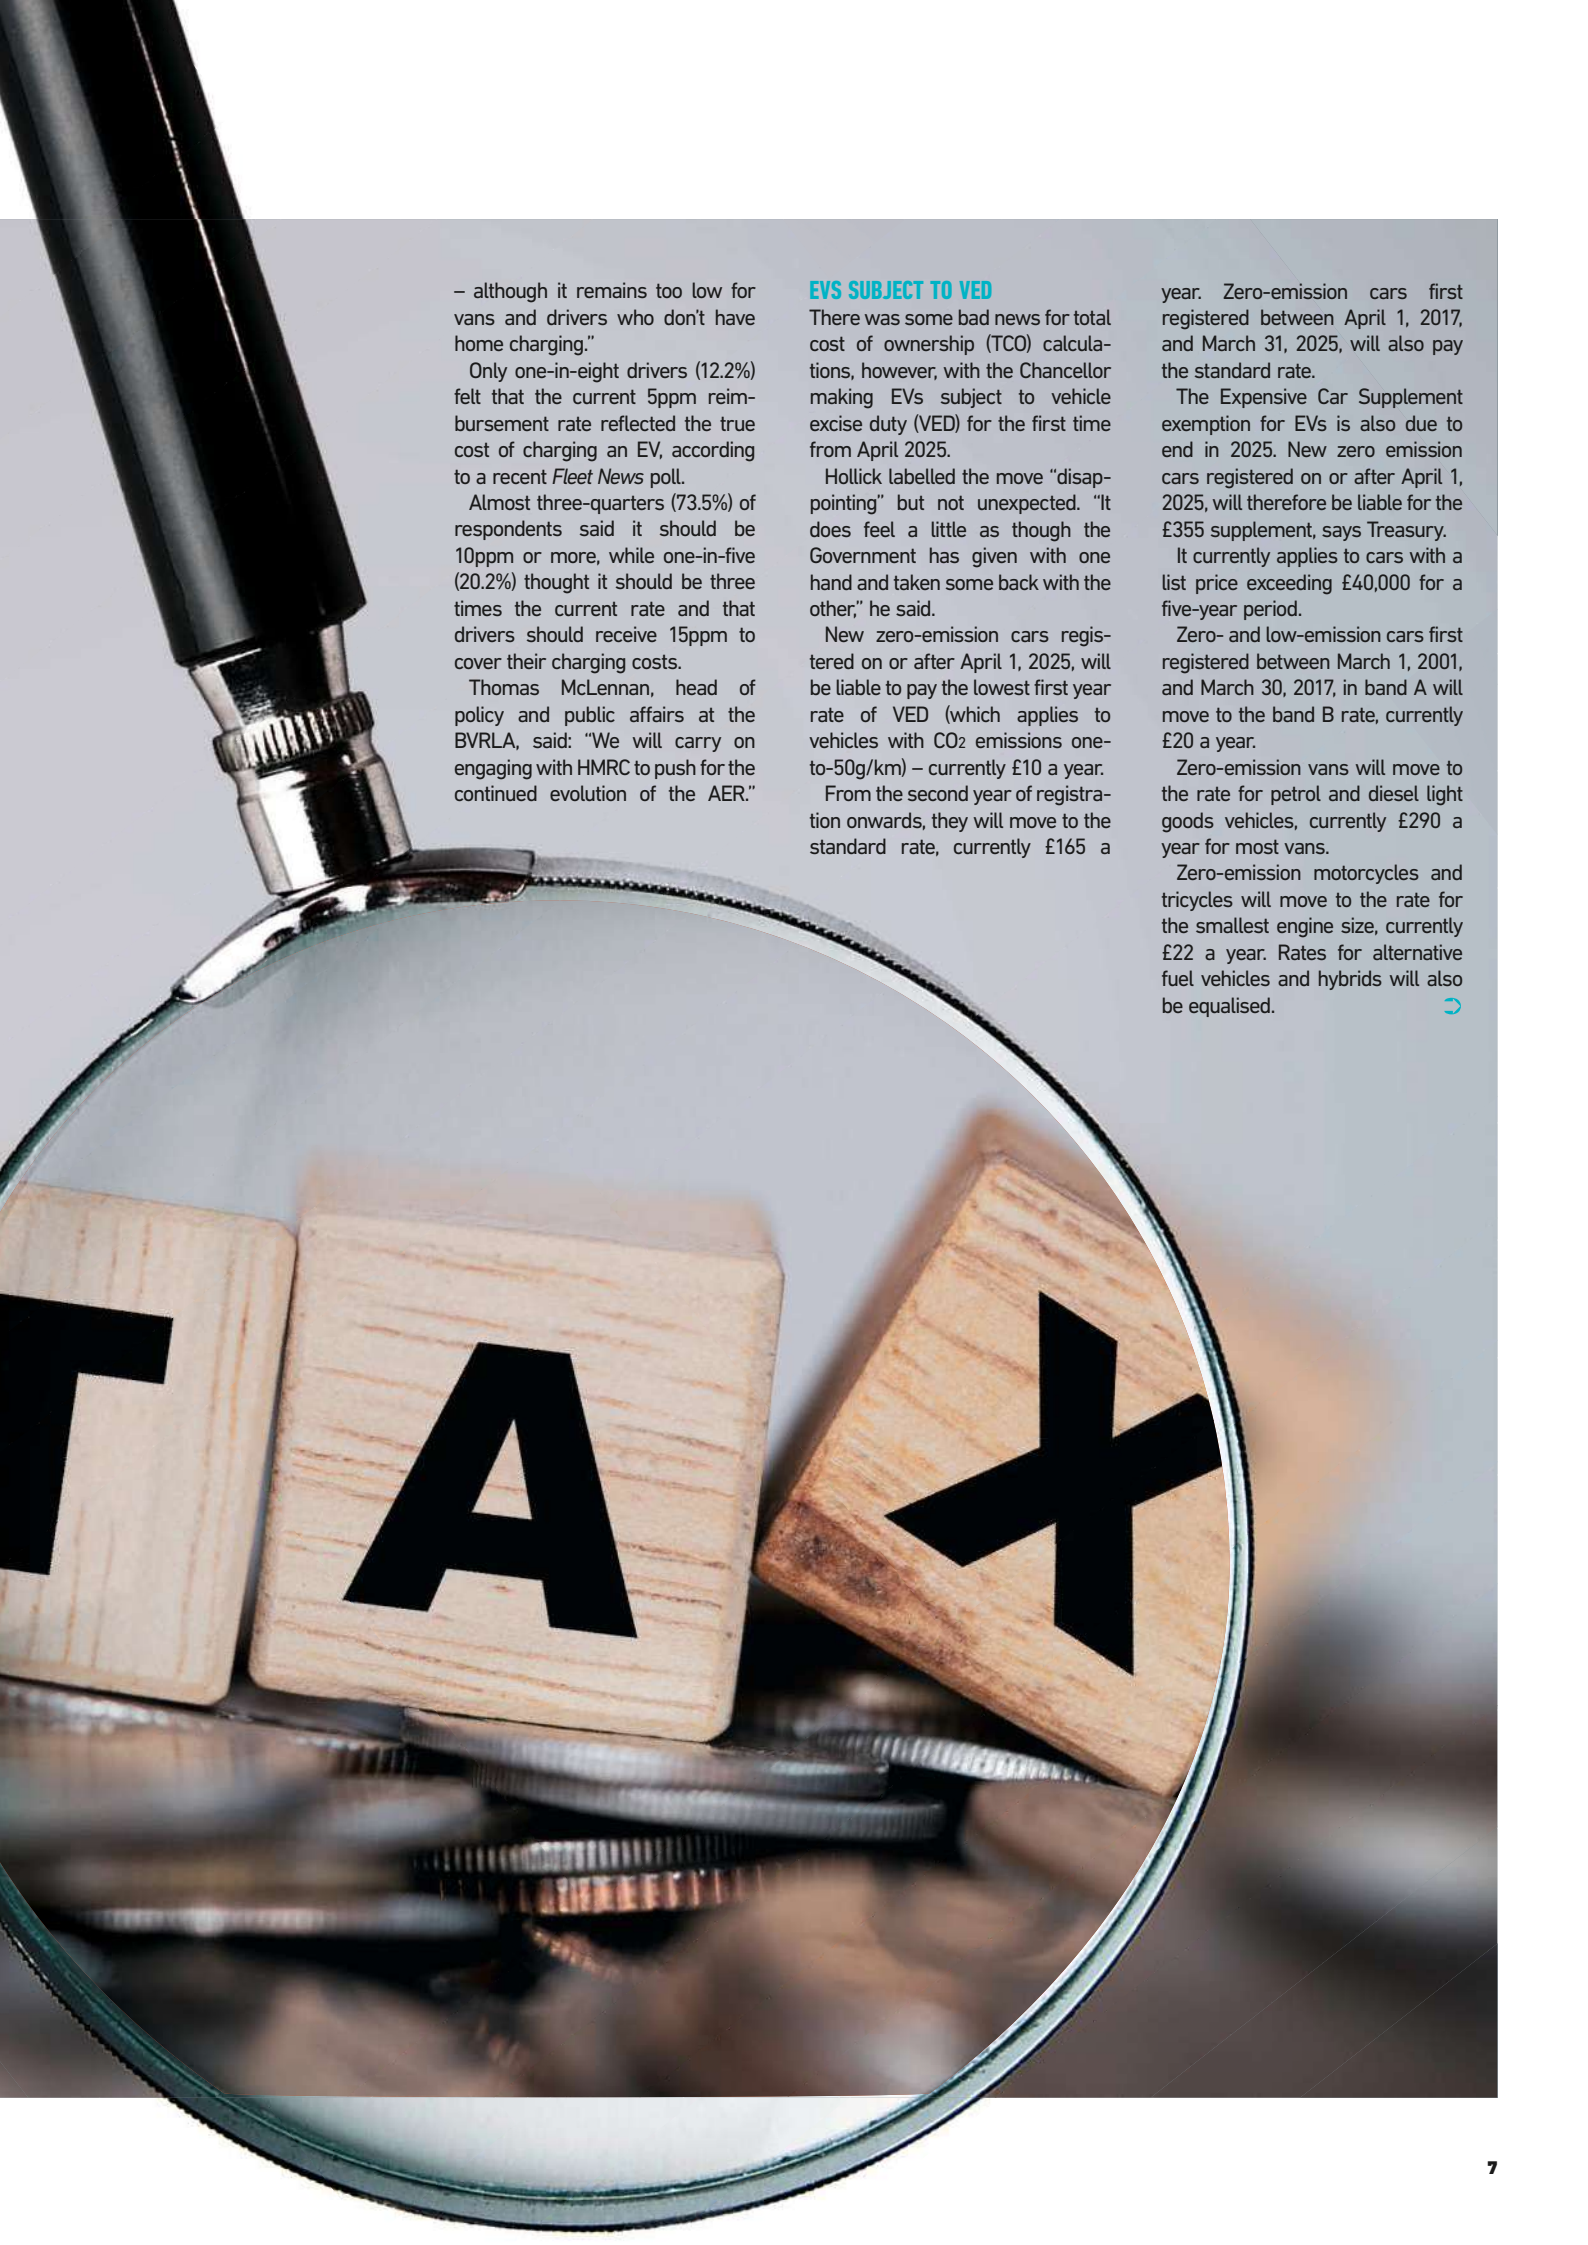 – although it remains too low for
vans and drivers who don't have
home charging."
Only one-in-eight drivers (12.2%)
felt that the current 5ppm reim-
bursement rate reflected the true
cost of charging an EV, according
to a recent Fleet News poll.
Almost three-quarters (73.5%) of
respondents said it should be
10ppm or more, while one-in-five
(20.2%) thought it should be three
times the current rate and that
drivers should receive 15ppm to
cover their charging costs.
Thomas McLennan, head of
policy and public affairs at the
BVRLA, said: "We will carry on
engaging with HMRC to push for the
continued evolution of the AER."
EVS SUBJECT TO VED
There was some bad news for total
cost of ownership (TCO) calcula-
tions, however, with the Chancellor
making EVs subject to vehicle
excise duty (VED) for the first time
from April 2025.
Hollick labelled the move "disap-
pointing" but not unexpected. "It
does feel a little as though the
Government has given with one
hand and taken some back with the
other," he said.
New zero-emission cars regis-
tered on or after April 1, 2025, will
be liable to pay the lowest first year
rate of VED (which applies to
vehicles with CO2 emissions one-
to-50g/km) – currently £10 a year.
From the second year of registra-
tion onwards, they will move to the
standard rate, currently £165 a
year. Zero-emission cars first
registered between April 1, 2017,
and March 31, 2025, will also pay
the standard rate.
The Expensive Car Supplement
exemption for EVs is also due to
end in 2025. New zero emission
cars registered on or after April 1,
2025, will therefore be liable for the
£355 supplement, says Treasury.
It currently applies to cars with a
list price exceeding £40,000 for a
five-year period.
Zero- and low-emission cars first
registered between March 1, 2001,
and March 30, 2017, in band A will
move to the band B rate, currently
£20 a year.
Zero-emission vans will move to
the rate for petrol and diesel light
goods vehicles, currently £290 a
year for most vans.
Zero-emission motorcycles and
tricycles will move to the rate for
the smallest engine size, currently
£22 a year. Rates for alternative
fuel vehicles and hybrids will also
be equalised.
TAX
7